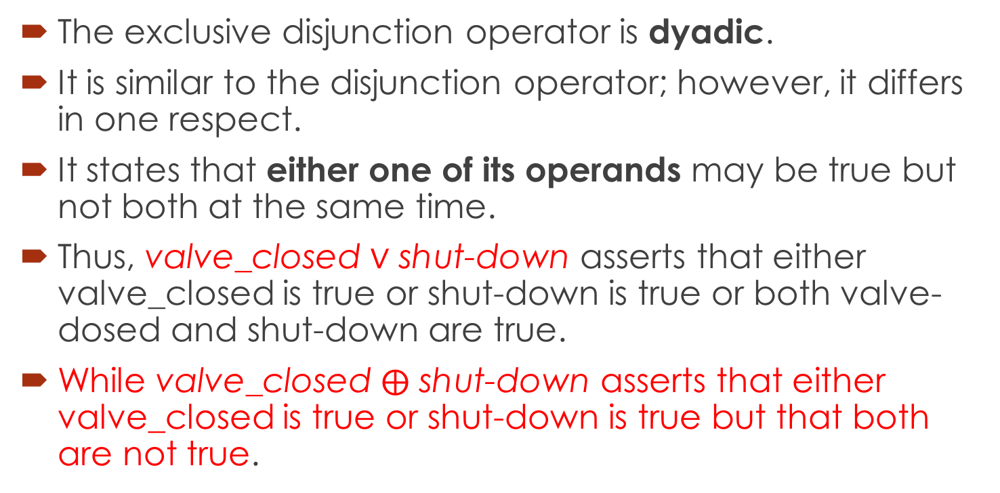 The exclusive disjunction operator is dyadic.
It is similar to the disjunction operator; however, it differs
in one respect.
It states that either one of its operands may be true but
not both at the same time.
Thus, valve_closed ∨ shut-down asserts that either
valve_closed is true or shut-down is true or both valve-
dosed and shut-down are true.
While valve_closed ⊕ shut-down asserts that either
valve_closed is true or shut-down is true but that both
are not true.